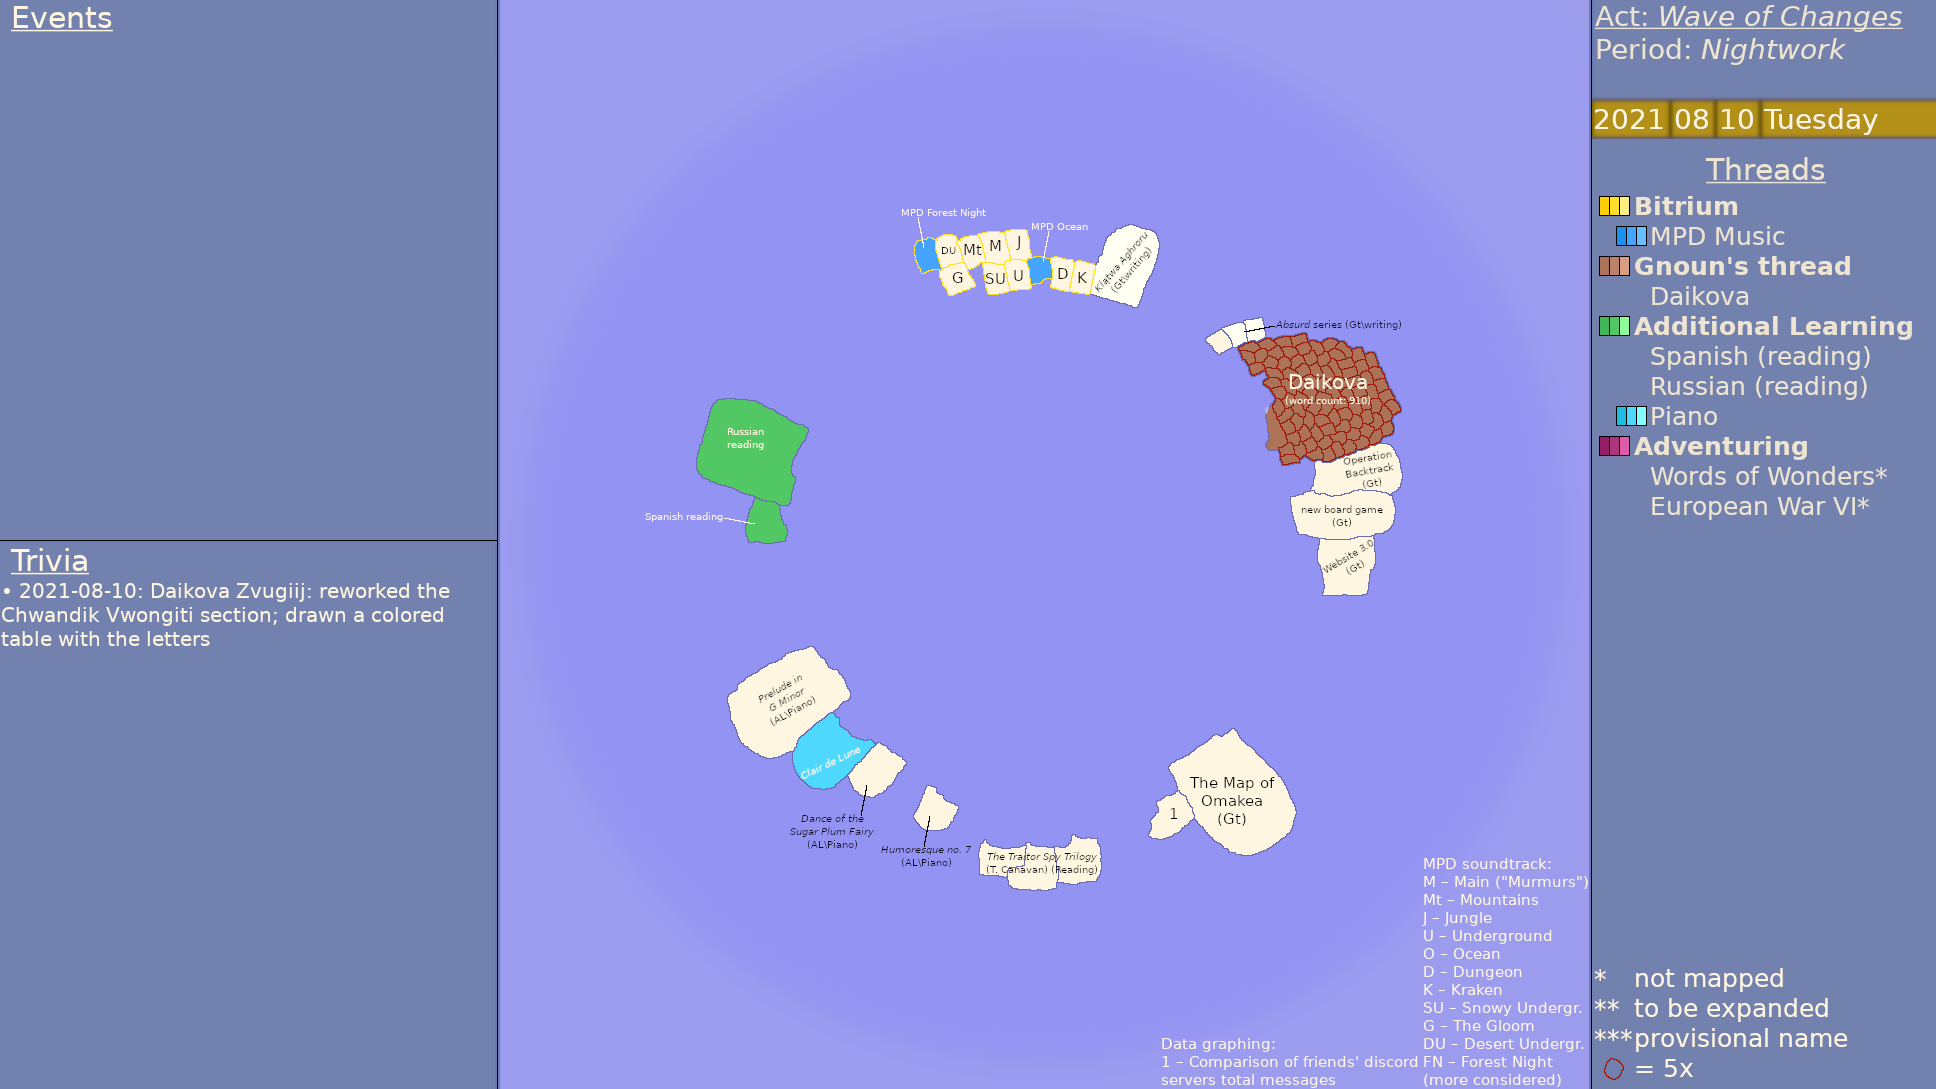 Events
Trivia
• 2021-08-10: Daikova Zvugiij: reworked the
Chwandik Vwongiti section; drawn a colored
table with the letters
MPD Forest Night
MPD Ocean
DU
Mt
M
J
G
SU
U
D
K
Klątwa Aghroru
(Gt\writing)
Absurd series (Gt\writing)
Daikova
(word count: 910)
Operation
Backtrack
(Gt)
new board game
(Gt)
Website 3.0
(Gt)
Russian
reading
Spanish reading
Prelude in
G Minor
(AL\Piano)
Clair de Lune
Dance of the
Sugar Plum Fairy
(AL\Piano)
Humoresque no. 7
(AL\Piano)
The Traitor Spy Trilogy
(T. Canavan) (Reading)
The Map of
Omakea
(Gt)
1
Data graphing:
1 – Comparison of friends' discord
servers total messages
MPD soundtrack:
M – Main ("Murmurs")
Mt – Mountains
J – Jungle
U – Underground
O – Ocean
D – Dungeon
K – Kraken
SU – Snowy Undergr.
G – The Gloom
DU – Desert Undergr.
FN – Forest Night
(more considered)
Act: Wave of Changes
Period: Nightwork
2021 08 10 Tuesday
Threads
Bitrium
MPD Music
Gnoun's thread
Daikova
Additional Learning
Spanish (reading)
Russian (reading)
Piano
Adventuring
Words of Wonders*
European War VI*
* not mapped
** to be expanded
*** provisional name
= 5x